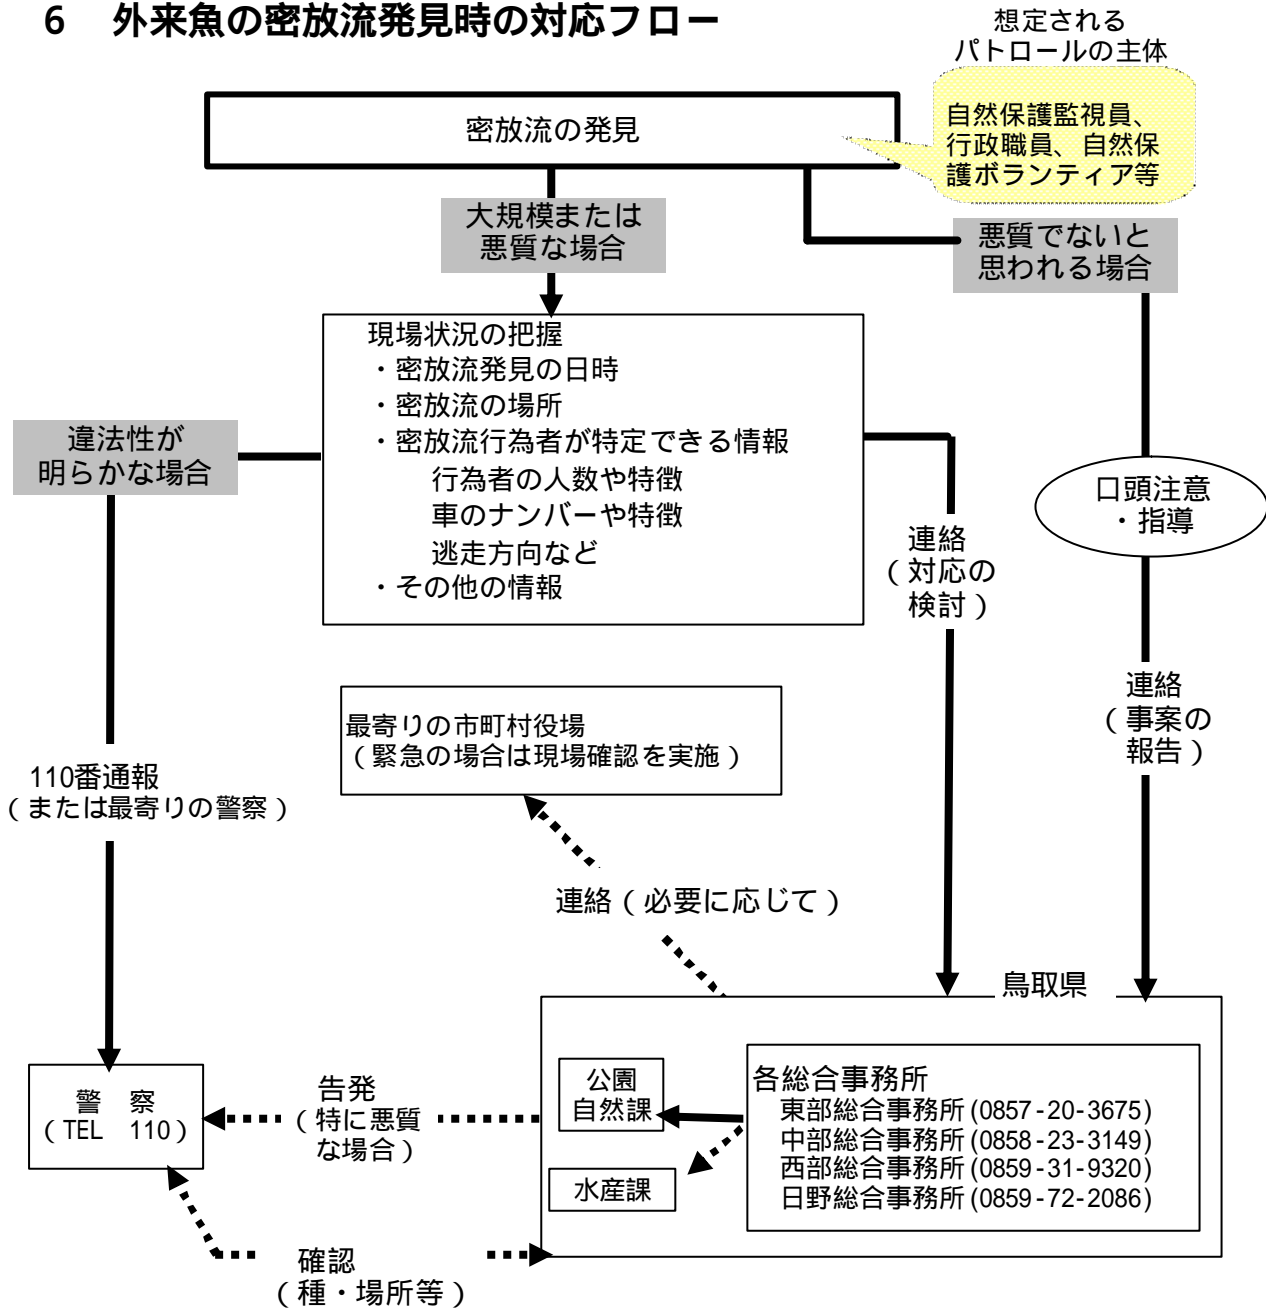 6　外来魚の密放流発見時の対応フロー
想定される
パトロールの主体
自然保護監視員、
行政職員、自然保
護ボランティア等
密放流の発見
大規模または
悪質な場合
悪質でないと
思われる場合
現場状況の把握
・密放流発見の日時
・密放流の場所
・密放流行為者が特定できる情報
行為者の人数や特徴
車のナンバーや特徴
逃走方向など
・その他の情報
違法性が
明らかな場合
口頭注意
・指導
連絡
（対応の
検討）
連絡
（事案の
報告）
最寄りの市町村役場
（緊急の場合は現場確認を実施）
110番通報
（または最寄りの警察）
連絡（必要に応じて）
鳥取県
公園
自然課
水産課
各総合事務所
東部総合事務所(0857-20-3675)
中部総合事務所(0858-23-3149)
西部総合事務所(0859-31-9320)
日野総合事務所(0859-72-2086)
警　察
（TEL　110）
告発
（特に悪質
な場合）
確認
（種・場所等）